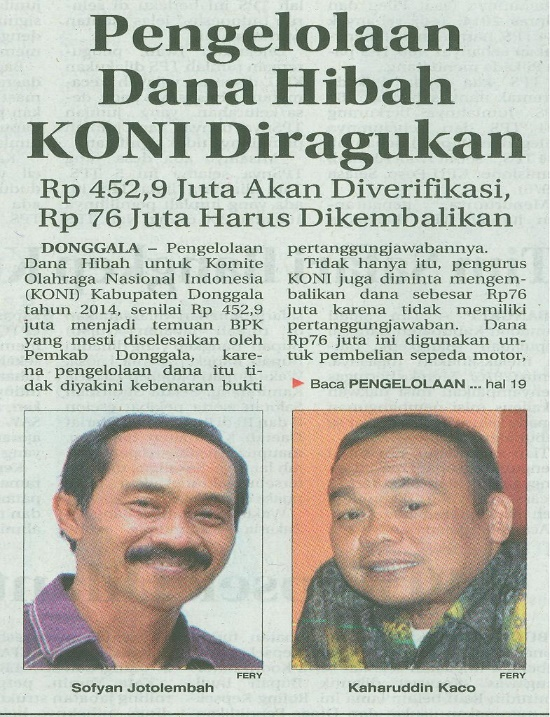 Pengelolaan
Dana Hibah
KONI Diragukan
Rp 452,9 Juta Akan Diverifikasi,
Rp 76 Juta Harus Dikembalikan
DONGGALA – Pengelolaan
Dana Hibah untuk Komite
Olahraga Nasional Indonesia
(KONI) Kabupaten Donggala
tahun 2014, senilai Rp 452,9
juta menjadi temuan BPK
yang mesti diselesaikan oleh
Pemkab Donggala, kare-
na pengelolaan dana itu ti-
dak diyakini kebenaran bukti
pertanggungjawabannya.
Tidak hanya itu, pengurus
KONI juga diminta mengem-
balikan dana sebesar Rp76
juta karena tidak memiliki
pertanggungjawaban. Dana
Rp76 juta ini digunakan un-
tuk pembelian sepeda motor,
Baca PENGELOLAAN ... hal 19
FERY
Sofyan Jotolembah
FERY
Kaharuddin Kaco